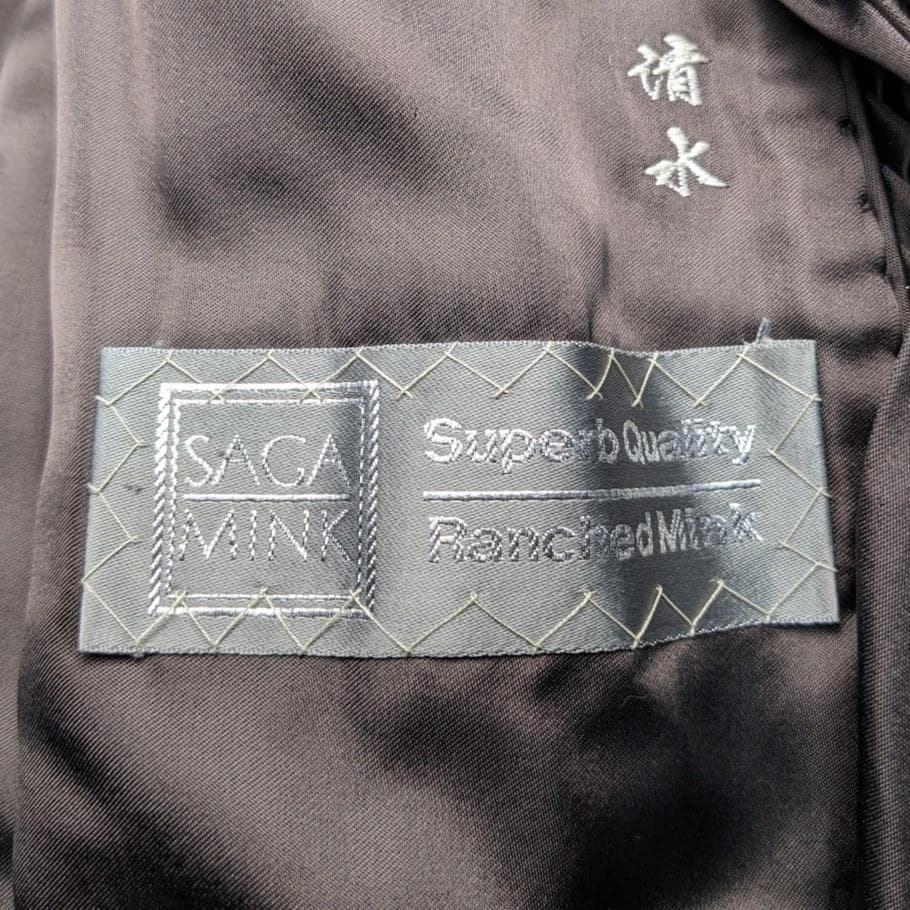 清水
SAGA
MINK
Superb Quality
Ranched Mink